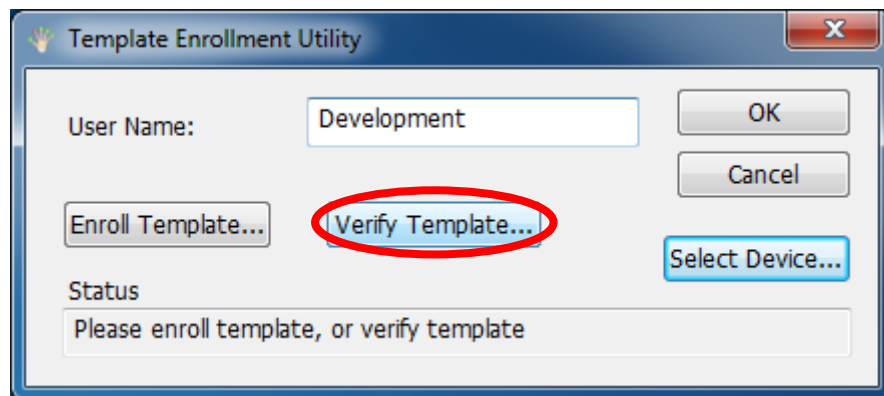 Template Enrollment Utility
User Name:
Development
OK
Cancel
Enroll Template...
Verify Template...
Select Device...
Status
Please enroll template, or verify template